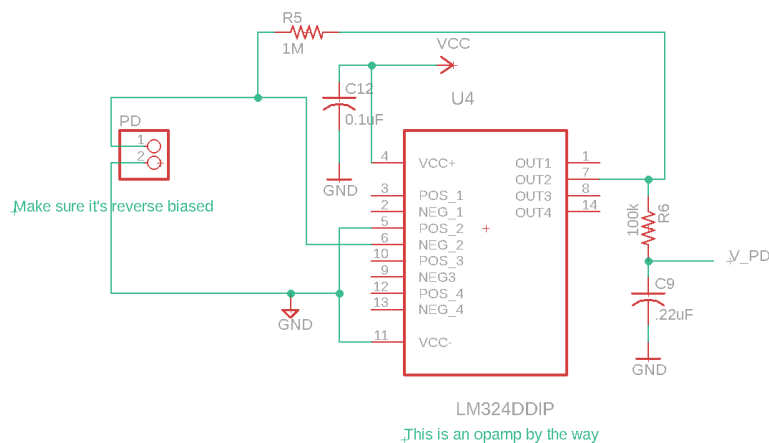 R5
1M
VCC
C12
0.1uF
GND
U4
PD
1
2
Make sure it's reverse biased
GND
4 VCC+ OUT1 1
OUT2 7
3 POS_1 OUT3 8
2 NEG_1 OUT4 14
5 POS_2
6 NEG_2
10 POS_3
9 NEG3
12 POS_4
13 NEG_4
11 VCC-
100k
R6
V_PD
C9
.22uF
GND
LM324DDIP
This is an opamp by the way